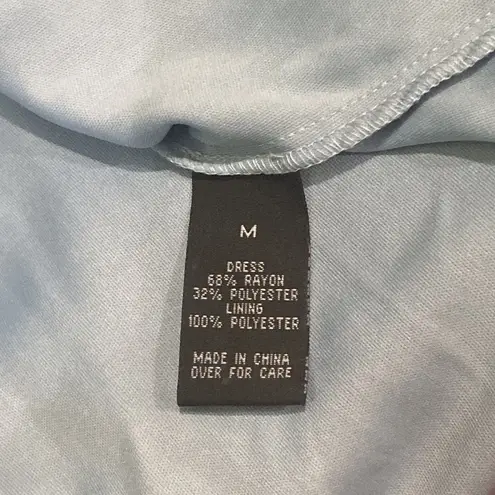 M
DRESS
68% RAYON
32% POLYESTER
LINING
100% POLYESTER
MADE IN CHINA
OVER FOR CARE